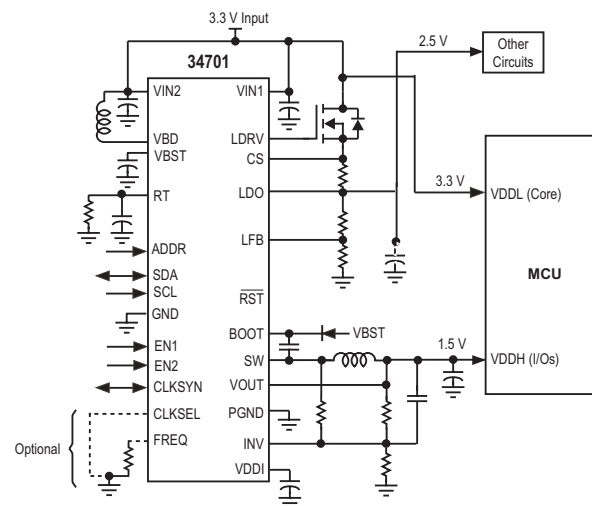 3.3 V Input
34701
2.5 V
Other
Circuits
VIN2
VIN1
LDRV
VBD
VBST
CS
RT
LDO
3.3 V
VDDL (Core)
LFB
ADDR
MCU
SDA
SCL
RST
GND
BOOT
VBST
EN1
SW
1.5 V
VDDH (I/Os)
EN2
VOUT
CLKSYN
CLKSEL
PGND
Optional
FREQ
INV
VDDI